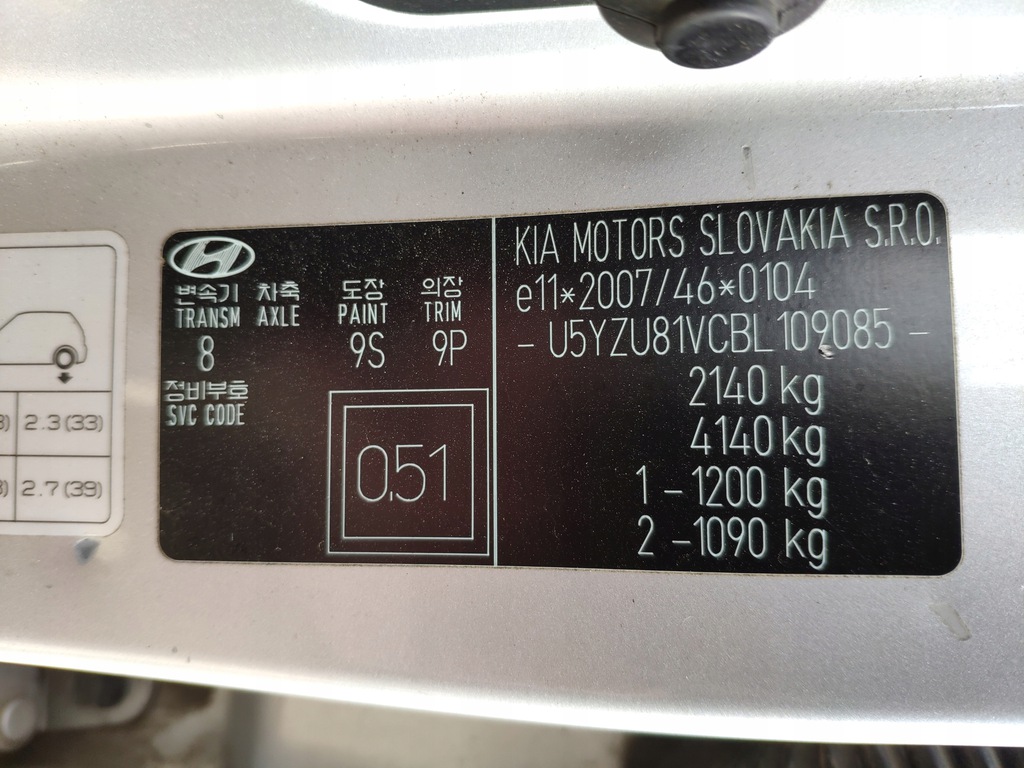 변속기 차축 도장 의장
TRANSM AXLE PAINT TRIM
8 9S 9P
정비부호
SVC CODE
0.51
KIA MOTORS SLOVAKIA S.R.O.
e11*2007/46*0104
- U5YZU81VCBL109085 -
2140 kg
4140 kg
1 - 1200 kg
2 - 1090 kg
2.3 (33)
2.7 (39)